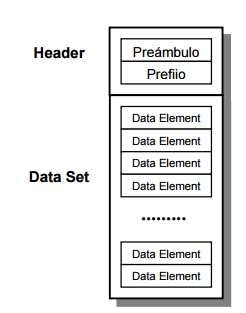 Header
Preámbulo
Prefiio
Data Set
Data Element
Data Element
Data Element
Data Element
.........
Data Element
Data Element